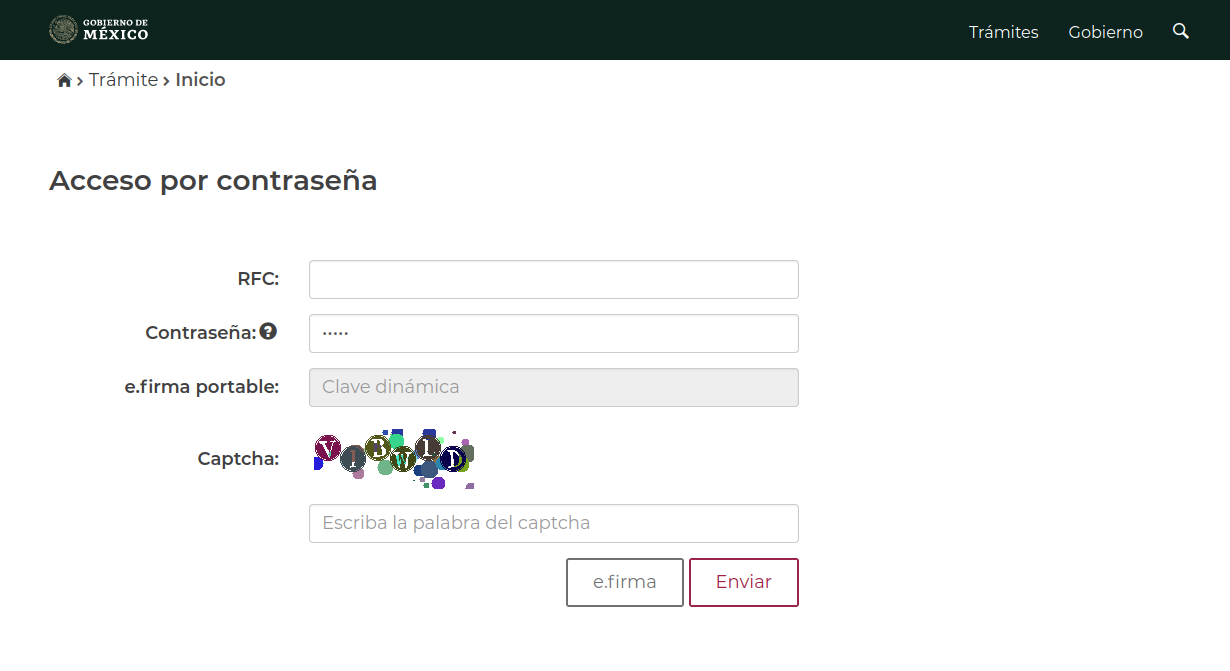 GOBIERNO DE
MÉXICO
Trámites
Gobierno
Trámite
Inicio
Acceso por contraseña
RFC:
Contraseña:
•••••
e.firma portable:
Clave dinámica
Captcha:
Escriba la palabra del captcha
e.firma
Enviar